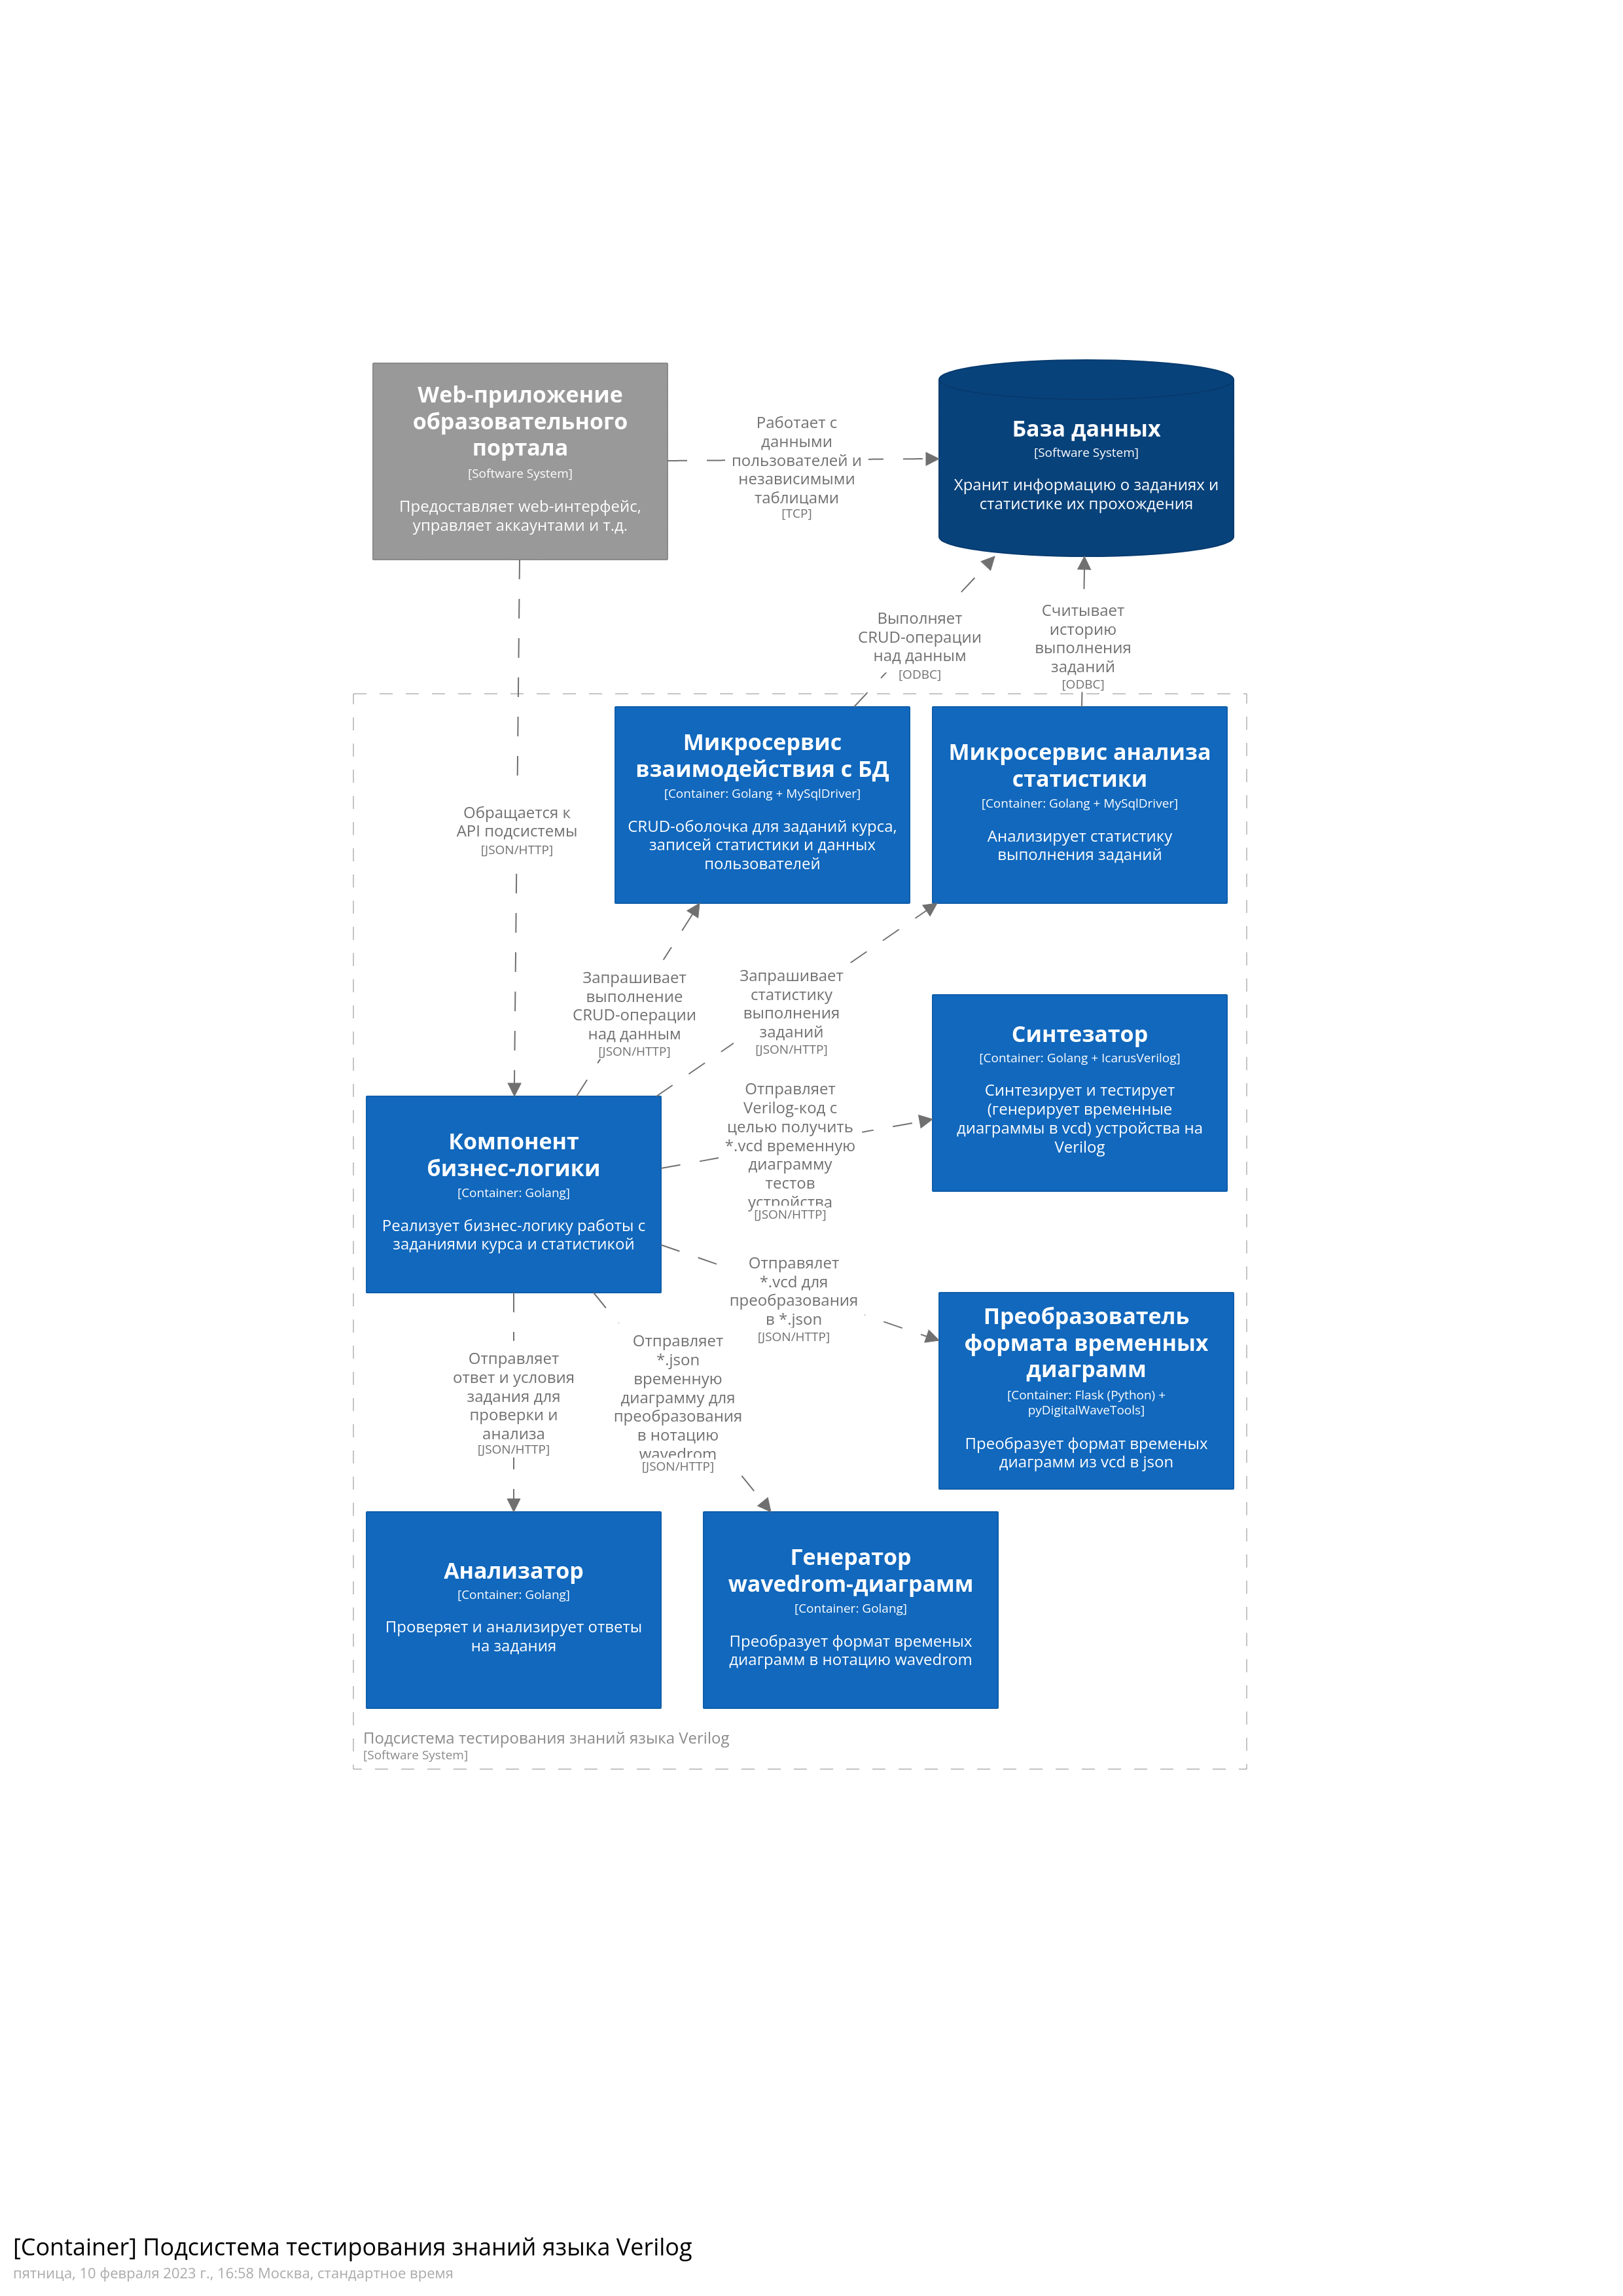 Web-приложение
образовательного
портала
[Software System]
Предоставляет web-интерфейс,
управляет аккаунтами и т.д.
Работает с
данными
пользователей и
независимыми
таблицами
[TCP]
База данных
[Software System]
Хранит информацию о заданиях и
статистике их прохождения
Выполняет
CRUD-операции
над данным
[ODBC]
Считывает
историю
выполнения
заданий
[ODBC]
Микросервис
взаимодействия с БД
[Container: Golang + MySqlDriver]
CRUD-оболочка для заданий курса,
записей статистики и данных
пользователей
Микросервис анализа
статистики
[Container: Golang + MySqlDriver]
Анализирует статистику
выполнения заданий
Обращается к
API подсистемы
[JSON/HTTP]
Запрашивает
выполнение
CRUD-операции
над данным
[JSON/HTTP]
Запрашивает
статистику
выполнения
заданий
[JSON/HTTP]
Синтезатор
[Container: Golang + IcarusVerilog]
Синтезирует и тестирует
(генерирует временные
диаграммы в vcd) устройства на
Verilog
Отправляет
Verilog-код с
целью получить
*.vcd временную
диаграмму
тестов
устройства
[JSON/HTTP]
Компонент
бизнес-логики
[Container: Golang]
Реализует бизнес-логику работы с
заданиями курса и статистикой
Отправялет
*.vcd для
преобразования
в *.json
[JSON/HTTP]
Преобразователь
формата временных
диаграмм
[Container: Flask (Python) +
pyDigitalWaveTools]
Преобразует формат временых
диаграмм из vcd в json
Отправляет
ответ и условия
задания для
проверки и
анализа
[JSON/HTTP]
Отправляет
*.json
временную
диаграмму для
преобразования
в нотацию
wavedrom
[JSON/HTTP]
Анализатор
[Container: Golang]
Проверяет и анализирует ответы
на задания
Генератор
wavedrom-диаграмм
[Container: Golang]
Преобразует формат временых
диаграмм в нотацию wavedrom
Подсистема тестирования знаний языка Verilog
[Software System]
[Container] Подсистема тестирования знаний языка Verilog
пятница, 10 февраля 2023 г., 16:58 Москва, стандартное время